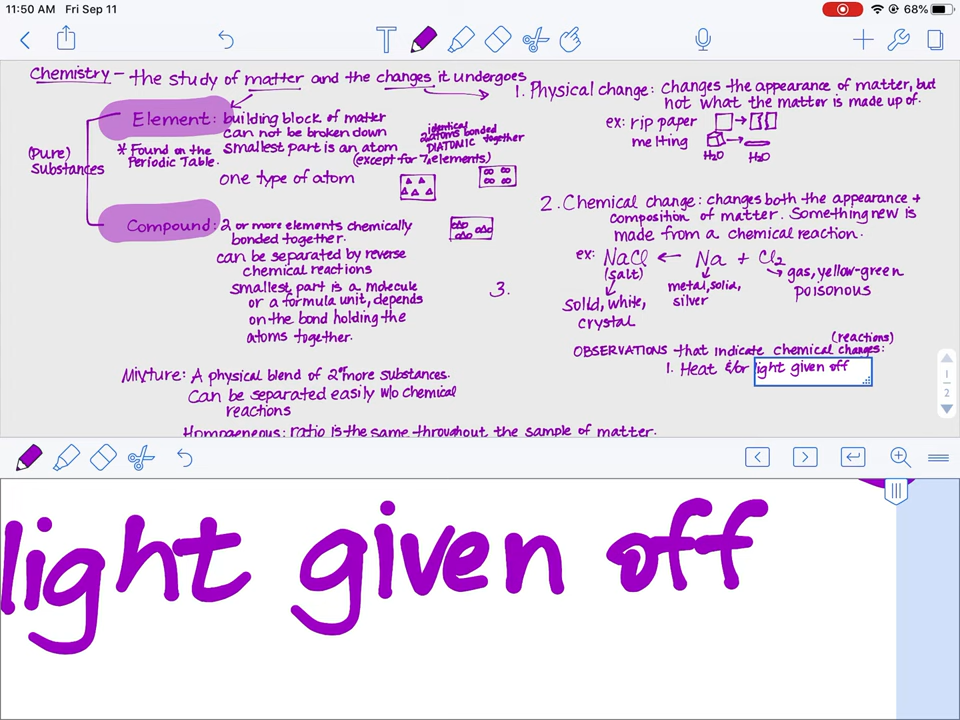 11:50 AM Fri Sep 11
68%
Chemistry – the study of matter and the changes it undergoes
Element: building block of matter
can not be broken down
smallest part is an atom
(except for 7 elements)
identical
2 atoms bonded
DIATONIC together
* Found on the
Periodic Table.
one type of atom
(Pure)
Substances
Compound: 2 or more elements chemically
bonded together.
can be separated by reverse
chemical reactions
smallest part is a molecule
or a formula unit, depends
on the bond holding the
atoms together.
Mixture: A physical blend of 2 or more substances.
Can be separated easily w/o chemical
reactions
Homogeneous: ratio is the same throughout the sample of matter.
1. Physical change: changes the appearance of matter, but
not what the matter is made up of.
ex: rip paper
melting
H2O H2O
2. Chemical change: changes both the appearance +
composition of matter. Something new is
made from a chemical reaction.
ex: NaCl ← Na + Cl2
(salt)
solid, white,
crystal
metal, solid,
silver
gas, yellow-green
poisonous
3.
OBSERVATIONS that indicate chemical changes:
(reactions)
1. Heat &/or light given off
1
2
light given off